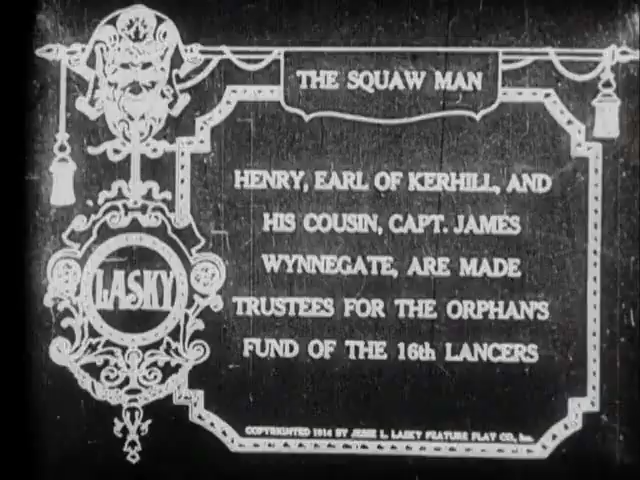 THE SQUAW MAN
HENRY, EARL OF KERHILL, AND
HIS COUSIN, CAPT. JAMES
WYNNEGATE, ARE MADE
TRUSTEES FOR THE ORPHAN'S
FUND OF THE 16th LANCERS
LASKY
COPYRIGHTED 1914 BY JESSE L. LASKY FEATURE PLAY CO., Inc.